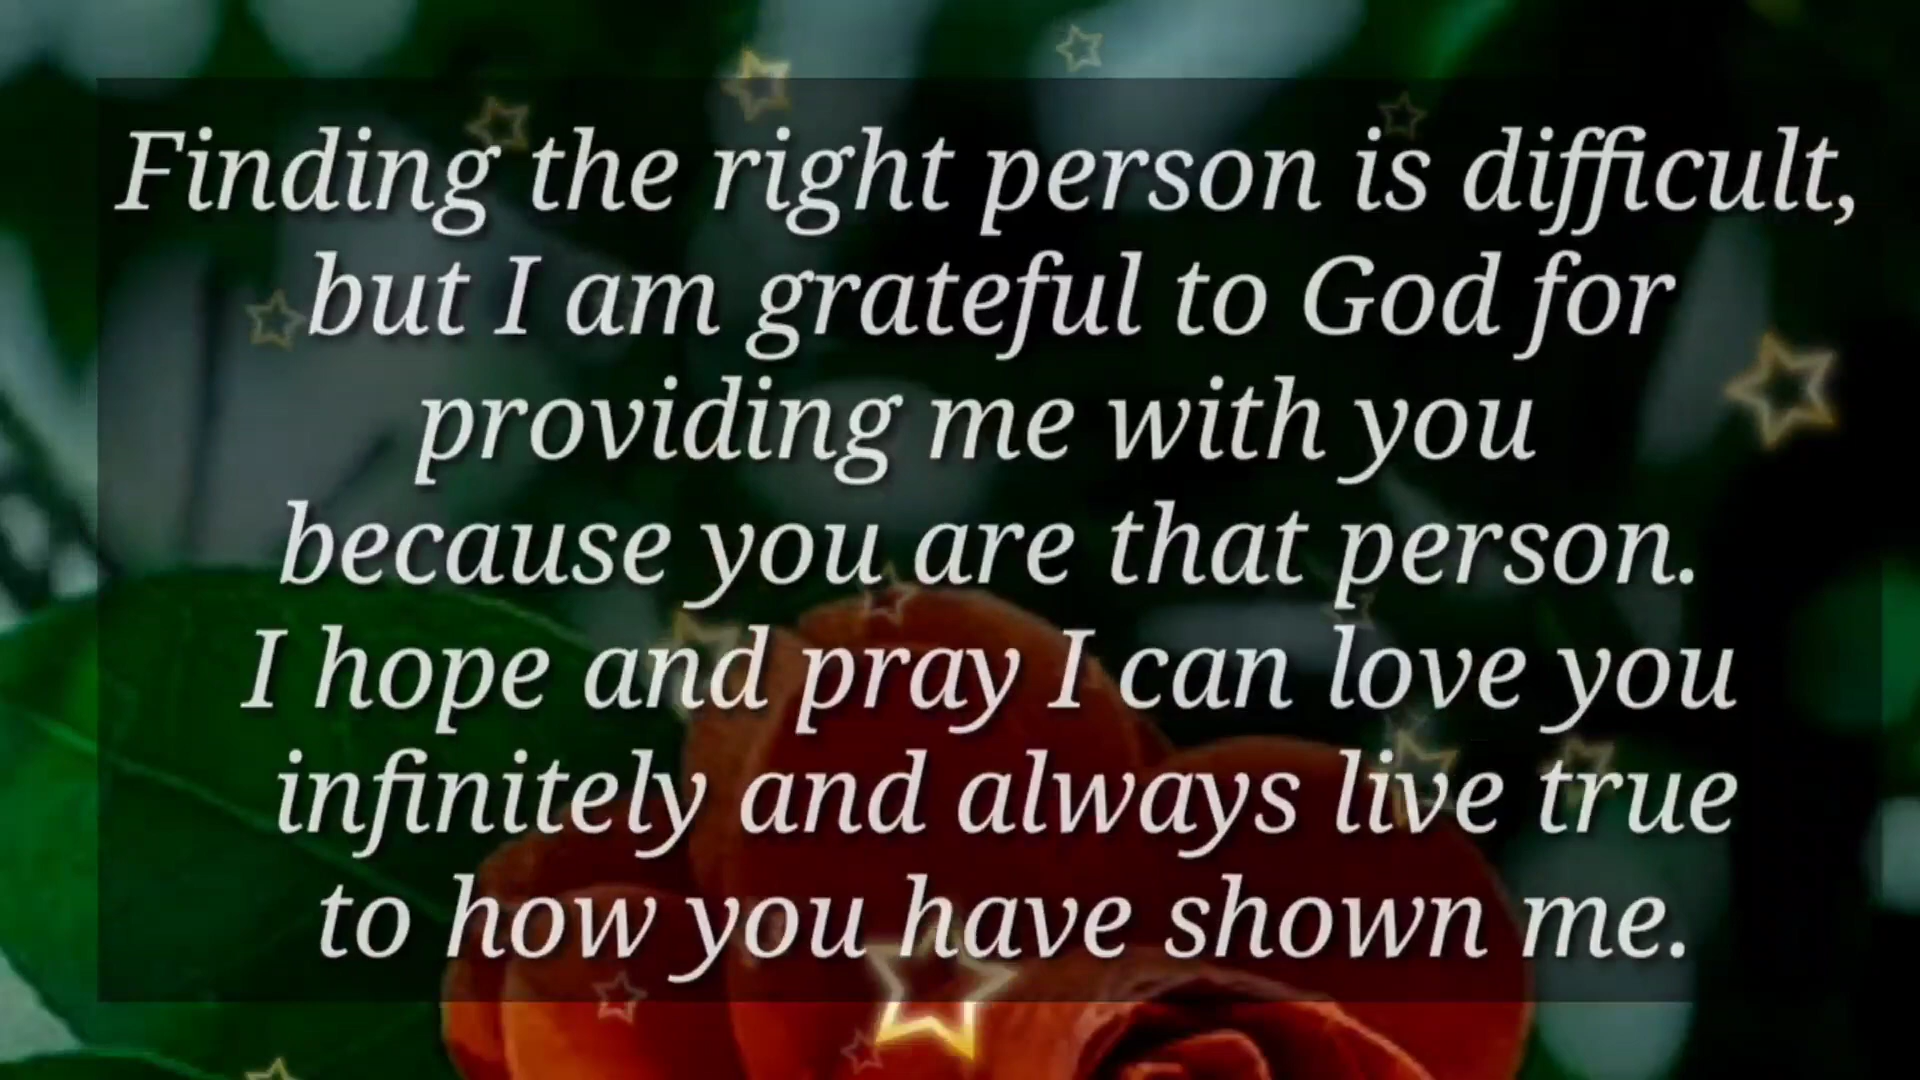 Finding the right person is difficult,
but I am grateful to God for
providing me with you
because you are that person.
I hope and pray I can love you
infinitely and always live true
to how you have shown me.